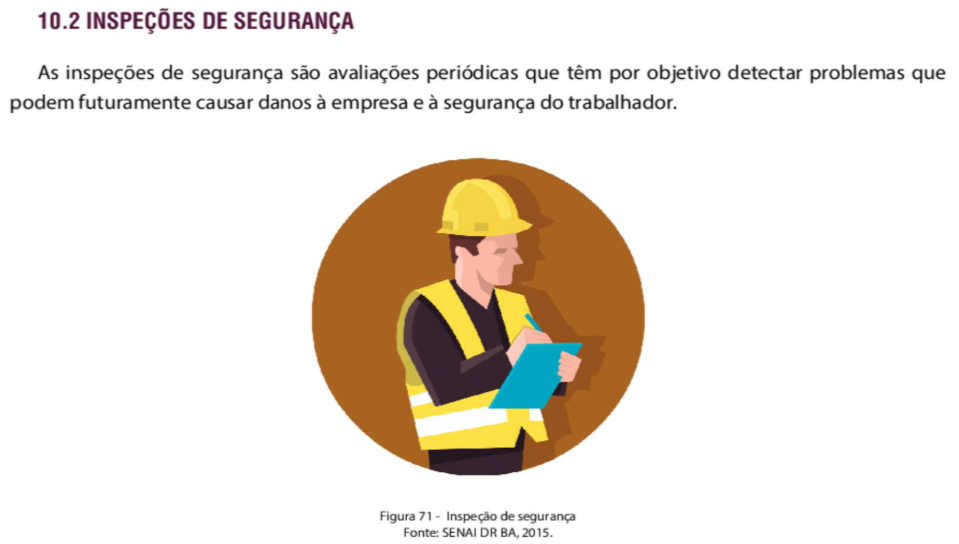 10.2 INSPEÇÕES DE SEGURANÇA
As inspeções de segurança são avaliações periódicas que têm por objetivo detectar problemas que
podem futuramente causar danos à empresa e à segurança do trabalhador.
Figura 71 - Inspeção de segurança
Fonte: SENAI DR BA, 2015.